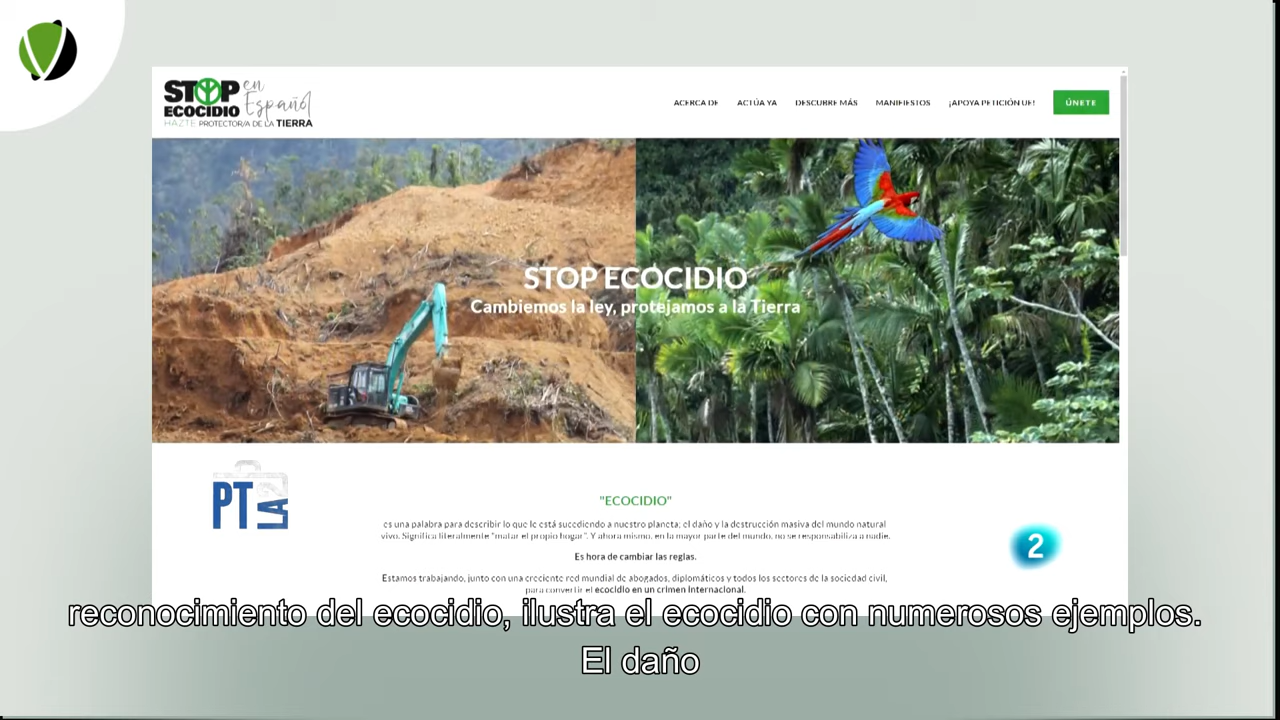 STOP en
ECOCIDIO Español
HAZTE PROTECTOR/A DE LA TIERRA
ACERCA DE ACTÚA YA DESCUBRE MÁS MANIFIESTOS ¡APOYA PETICIÓN UE! ÚNETE
STOP ECOCIDIO
Cambiemos la ley, protejamos a la Tierra
PT LA
"ECOCIDIO"
es una palabra para describir lo que le está sucediendo a nuestro planeta; el daño y la destrucción masiva del mundo natural
vivo. Significa literalmente "matar el propio hogar". Y ahora mismo, en la mayor parte del mundo, no se responsabiliza a nadie.
Es hora de cambiar las reglas.
2
Estamos trabajando, junto con una creciente red mundial de abogados, diplomáticos y todos los sectores de la sociedad civil,
para convertir el ecocidio en un crimen internacional.
reconocimiento del ecocidio, ilustra el ecocidio con numerosos ejemplos.
El daño